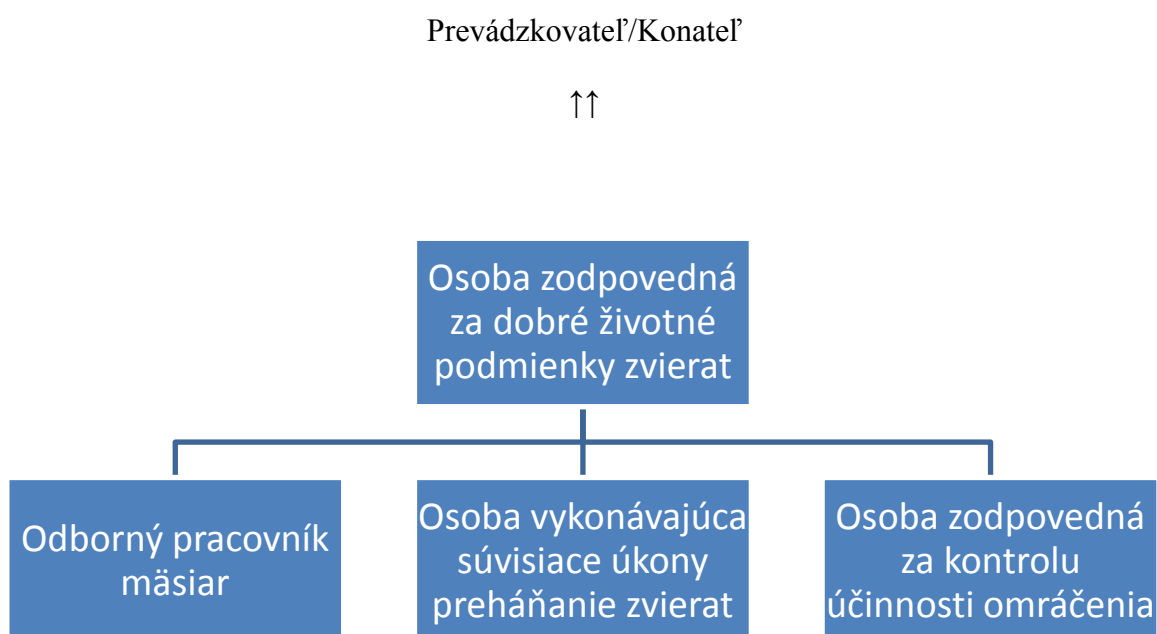 Prevádzkovateľ/Konateľ
↑↑
Osoba zodpovedná
za dobré životné
podmienky zvierat
Odborný pracovník
mäsiar
Osoba vykonávajúca
súvisiace úkony
preháňanie zvierat
Osoba zodpovedná
za kontrolu
účinnosti omráčenia